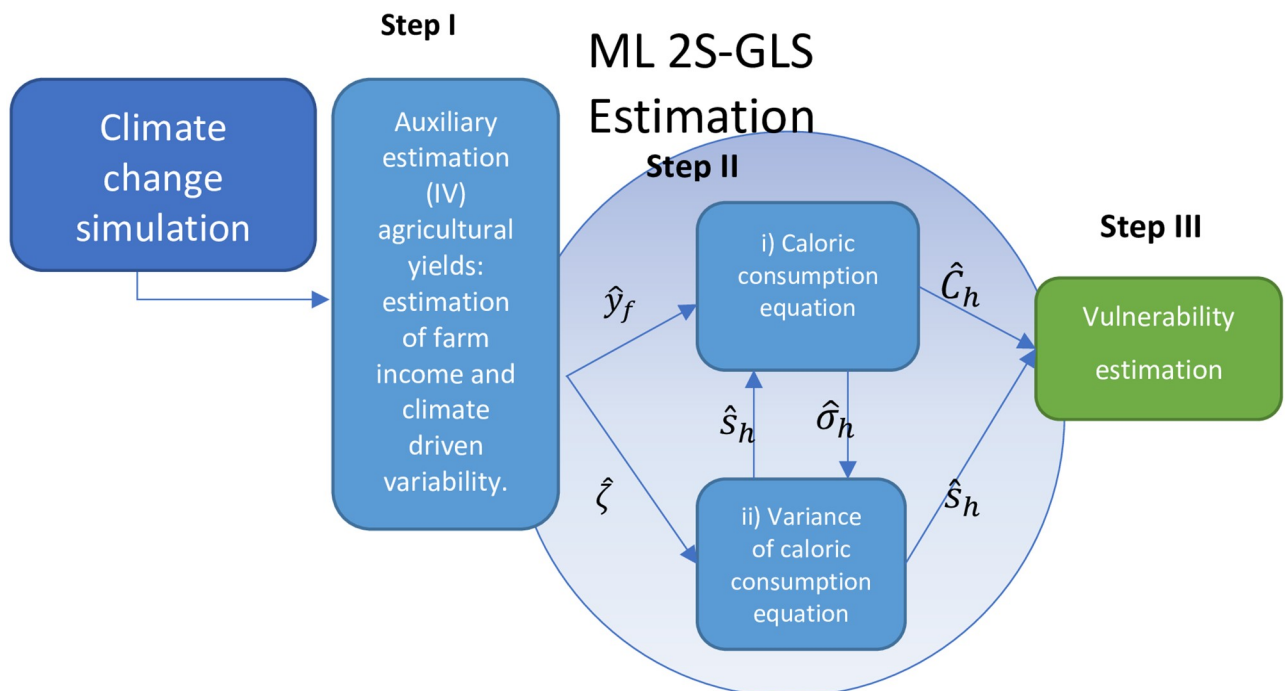 Step I
ML 2S-GLS
Estimation
Climate
change
simulation
Auxiliary
estimation
(IV)
agricultural
yields:
estimation
of farm
income and
climate
driven
variability.
Step II
i) Caloric
consumption
equation
ŷ_f
ζ̂
ŝ_h
σ̂_h
ii) Variance
of caloric
consumption
equation
Ĉ_h
ŝ_h
Step III
Vulnerability
estimation